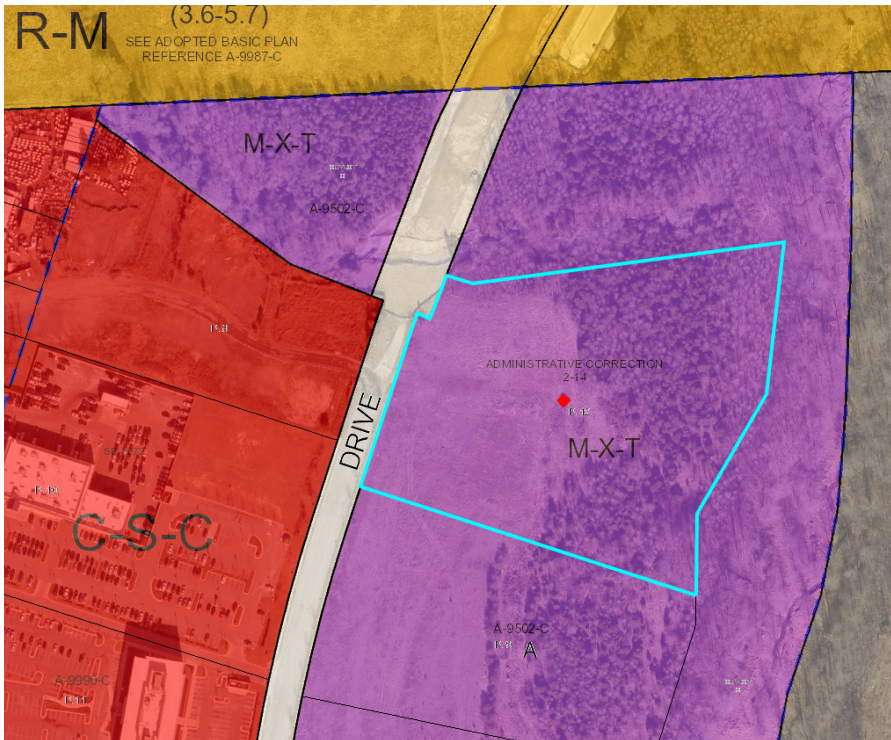 R-M
(3.6-5.7)
SEE ADOPTED BASIC PLAN
REFERENCE A-9987-C
M-X-T
A-9502-C
ADMINISTRATIVE CORRECTION
2-14
DRIVE
M-X-T
C-S-C
A-9502-C
A
A-9990-C